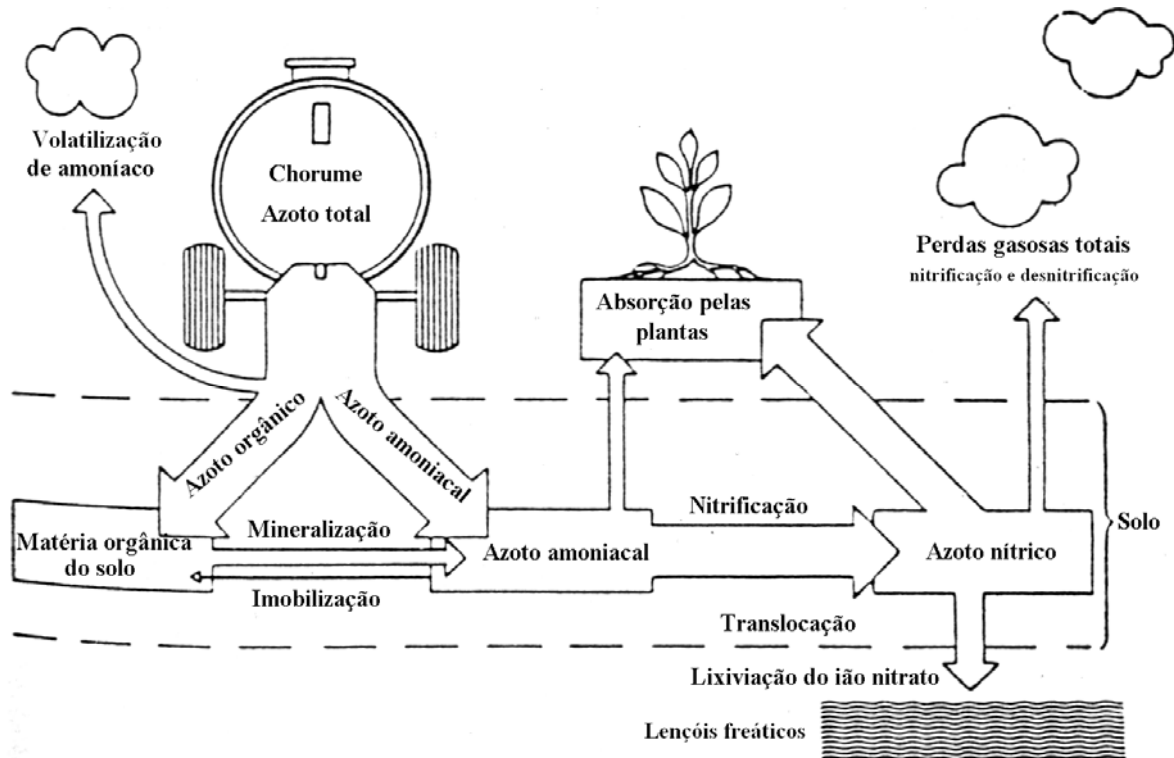 Volatilização
de amoníaco
Chorume
Azoto total
Absorção pelas
plantas
Perdas gasosas totais
nitrificação e desnitrificação
Azoto orgânico
Azoto amoniacal
Matéria orgânica
do solo
Mineralização
Imobilização
Azoto amoniacal
Nitrificação
Azoto nítrico
Solo
Translocação
Lixiviação do ião nitrato
Lençóis freáticos